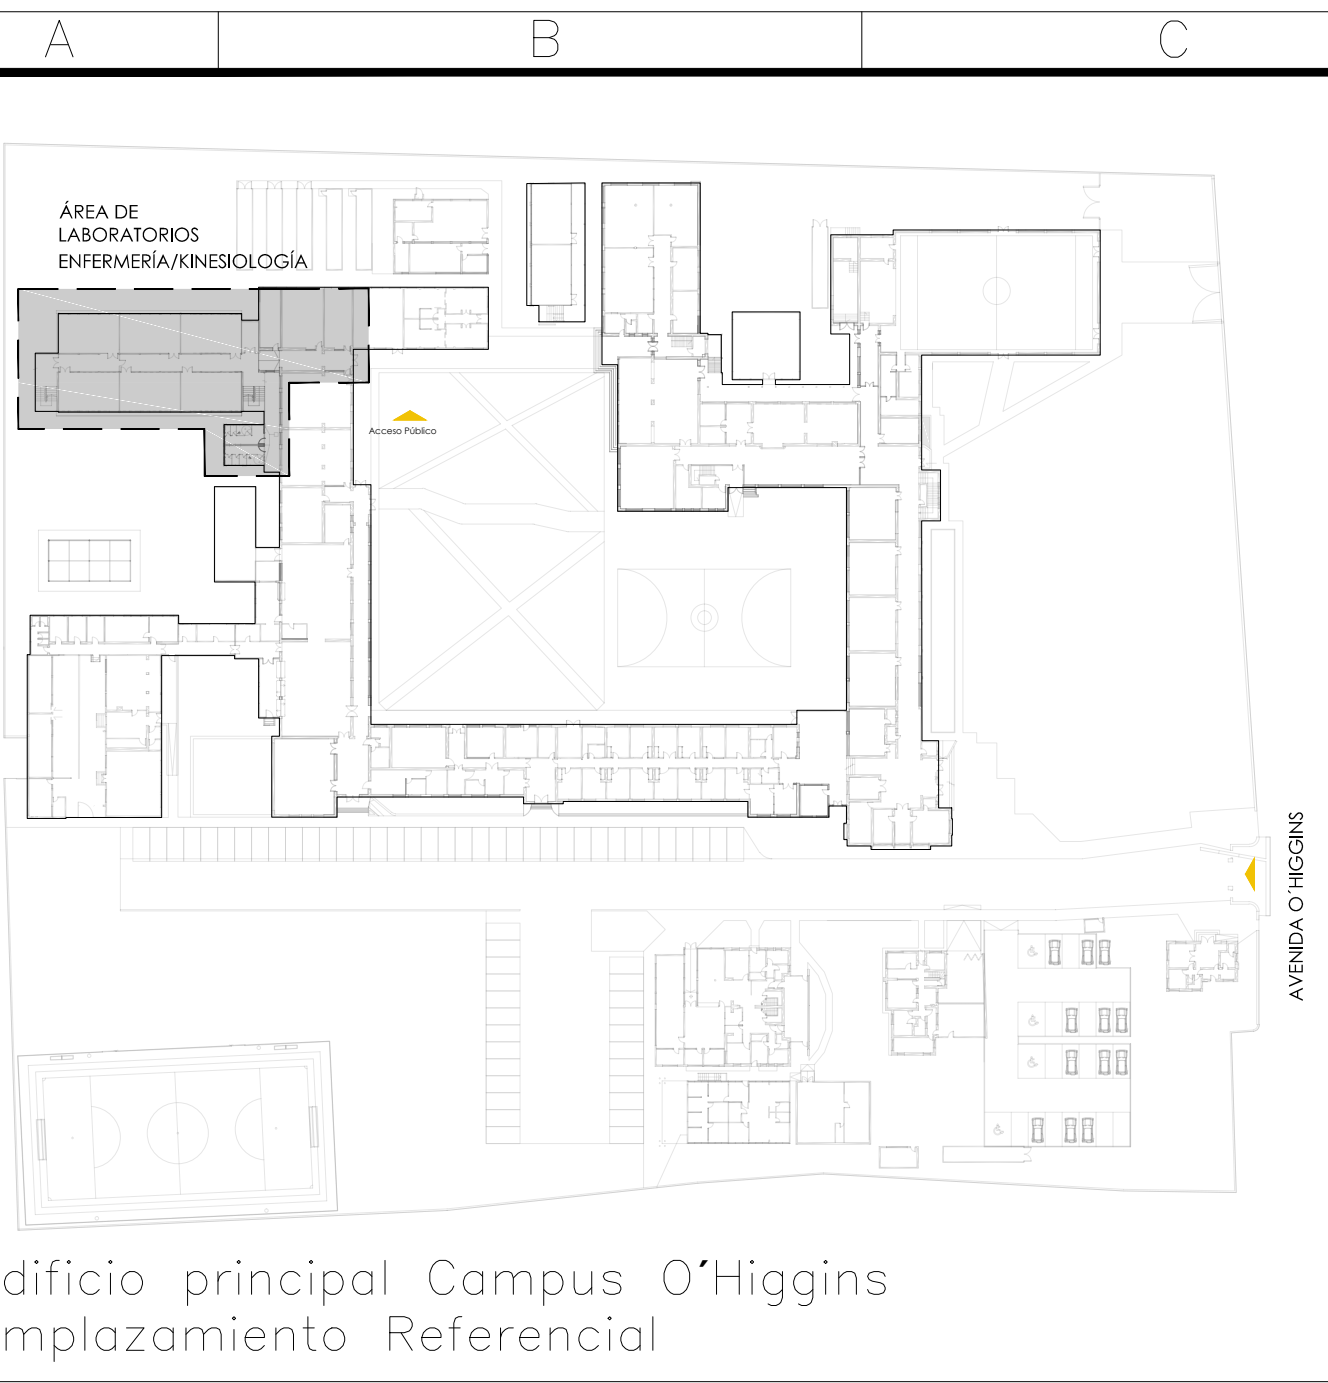 A
B
C
ÁREA DE
LABORATORIOS
ENFERMERÍA/KINESIOLOGÍA
Acceso Público
AVENIDA O´HIGGINS
dificio principal Campus O´Higgins
mplazamiento Referencial